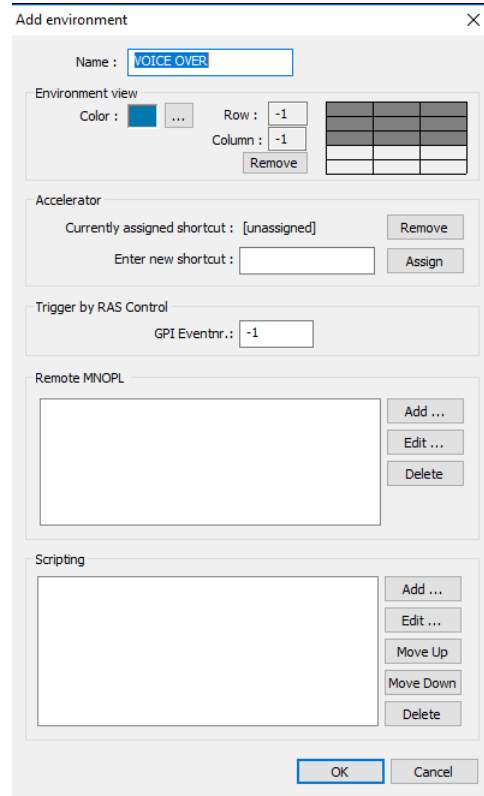 Add environment
Name : VOICE OVER
Environment view
Color : ... Row : -1
Column : -1
Remove
Accelerator
Currently assigned shortcut : [unassigned] Remove
Enter new shortcut : Assign
Trigger by RAS Control
GPI Eventnr.: -1
Remote MNOPL
Add ...
Edit ...
Delete
Scripting
Add ...
Edit ...
Move Up
Move Down
Delete
OK Cancel